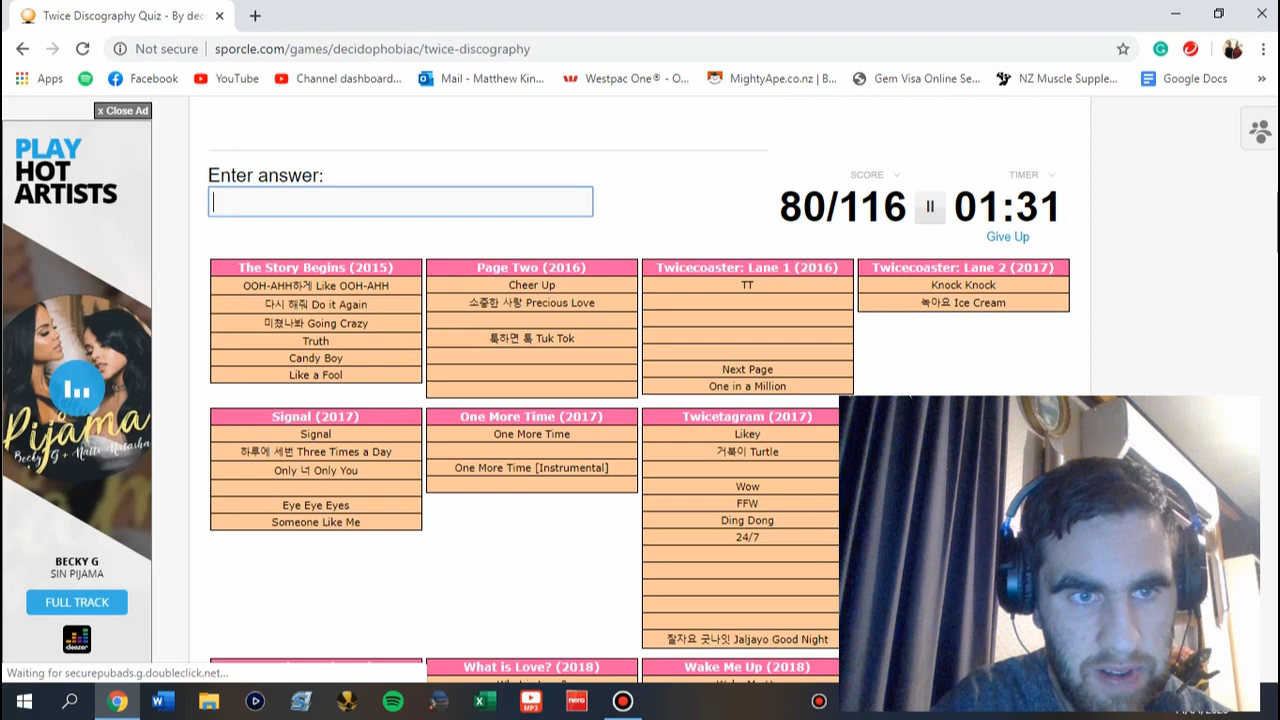 Twice Discography Quiz - By deci
Not secure
sporcle.com/games/decidophobiac/twice-discography
Apps
Facebook
YouTube
Channel dashboard...
Mail - Matthew Kin...
Westpac One® - O...
MightyApe.co.nz | B...
Gem Visa Online Se...
NZ Muscle Supple...
Google Docs
»
x Close Ad
PLAY
HOT
ARTISTS
Pijama
Becky G + Natti Natasha
BECKY G
SIN PIJAMA
FULL TRACK
deezer
Enter answer:
SCORE
TIMER
80/116
01:31
Give Up
The Story Begins (2015)
OOH-AHH하게 Like OOH-AHH
다시 해줘 Do it Again
미쳤나봐 Going Crazy
Truth
Candy Boy
Like a Fool
Page Two (2016)
Cheer Up
소중한 사랑 Precious Love
툭하면 톡 Tuk Tok
Twicecoaster: Lane 1 (2016)
TT
Next Page
One in a Million
Twicecoaster: Lane 2 (2017)
Knock Knock
녹아요 Ice Cream
Signal (2017)
Signal
하루에 세번 Three Times a Day
Only 너 Only You
Eye Eye Eyes
Someone Like Me
One More Time (2017)
One More Time
One More Time [Instrumental]
Twicetagram (2017)
Likey
거북이 Turtle
Wow
FFW
Ding Dong
24/7
잘자요 굿나잇 Jaljayo Good Night
What is Love? (2018)
Wake Me Up (2018)
Waiting for securepubads.g.doubleclick.net...
MP3
nero